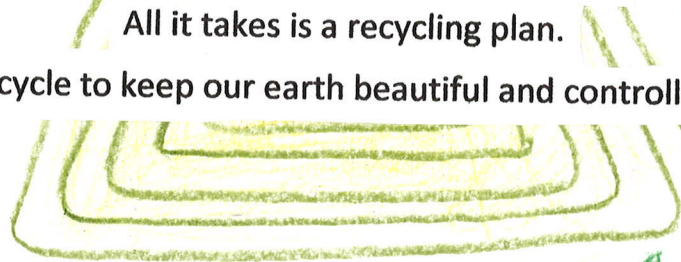 All it takes is a recycling plan.
cycle to keep our earth beautiful and controll